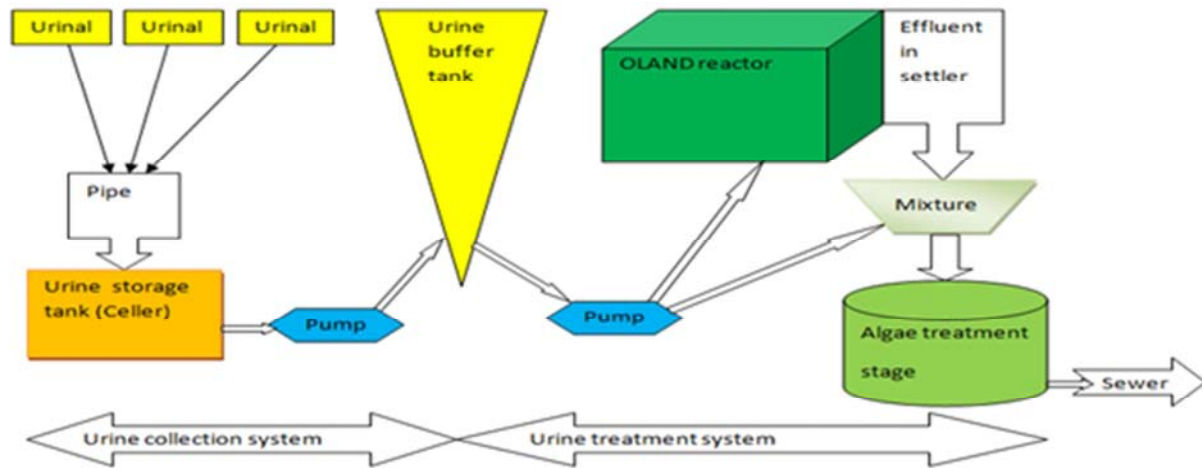 Urinal
Urinal
Urinal
Urine
buffer
tank
OLAND reactor
Effluent
in
settler
Pipe
Mixture
Urine storage
tank (Celler)
Pump
Pump
Algae treatment
stage
Sewer
Urine collection system
Urine treatment system